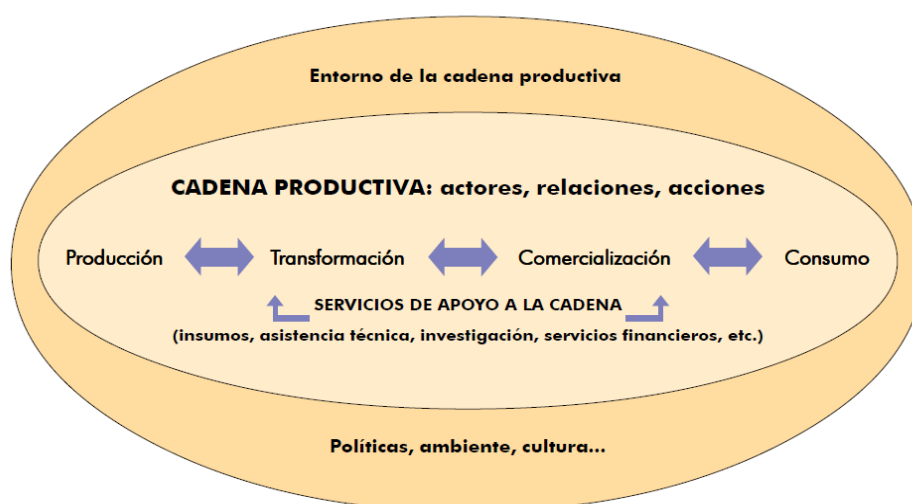 Entorno de la cadena productiva
CADENA PRODUCTIVA: actores, relaciones, acciones
Producción Transformación Comercialización Consumo
SERVICIOS DE APOYO A LA CADENA
(insumos, asistencia técnica, investigación, servicios financieros, etc.)
Políticas, ambiente, cultura...